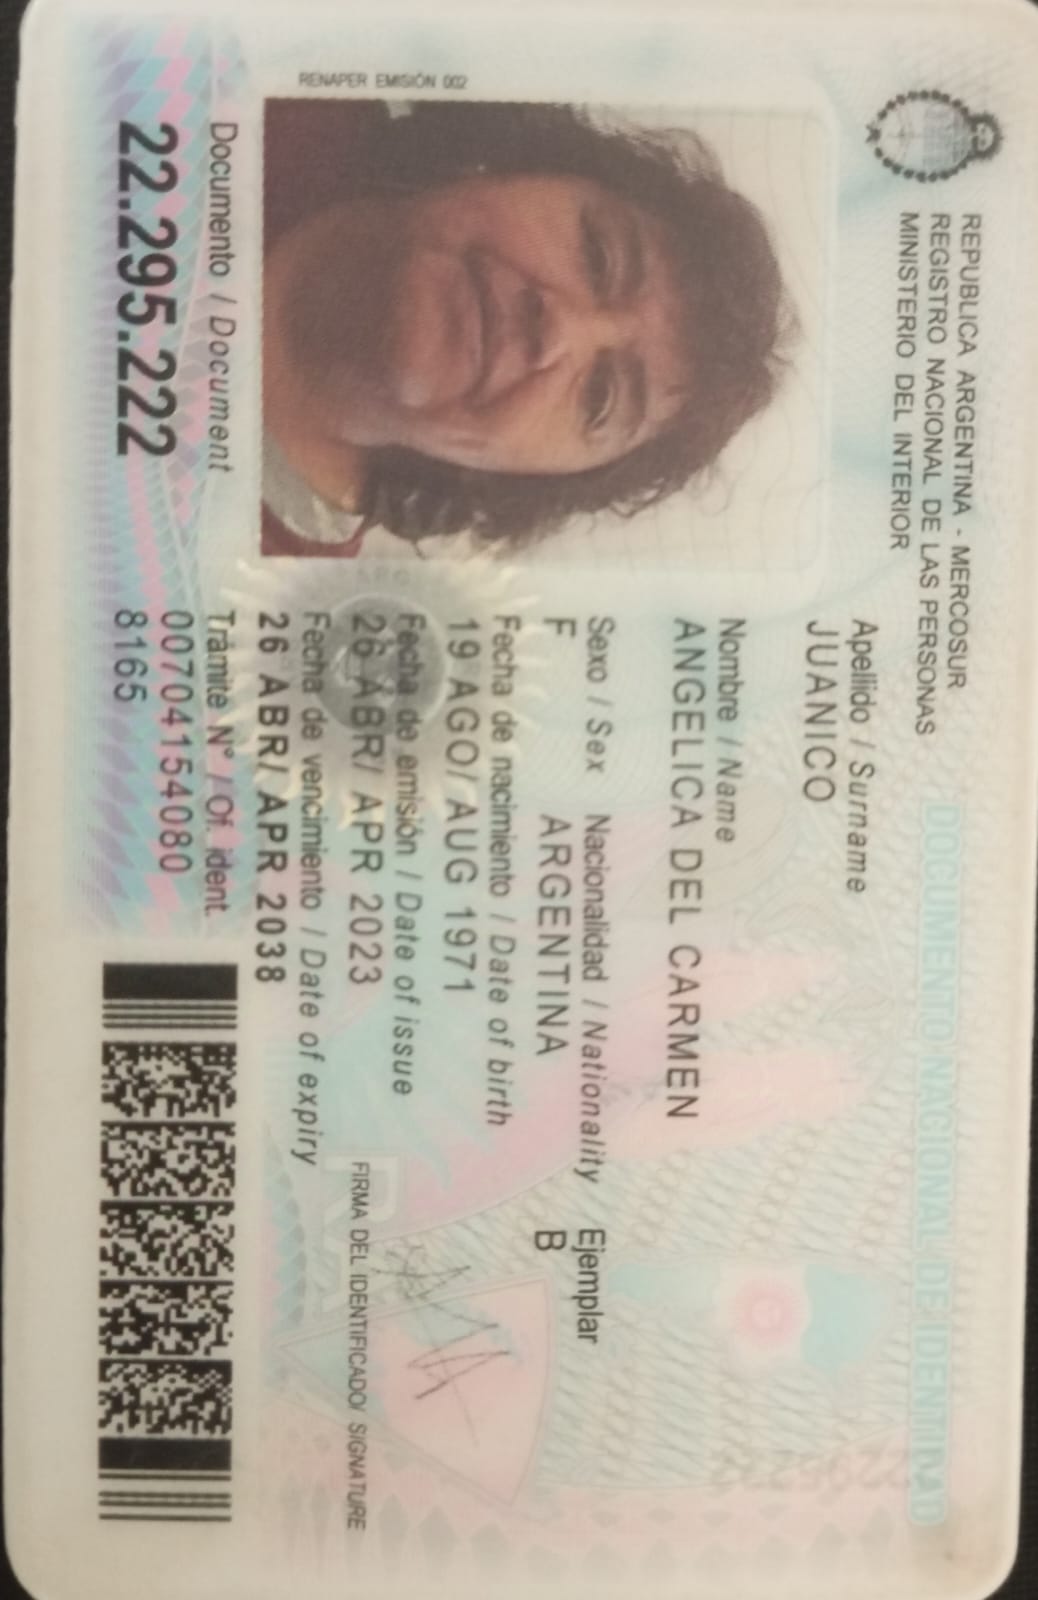 REPUBLICA ARGENTINA - MERCOSUR
REGISTRO NACIONAL DE LAS PERSONAS
MINISTERIO DEL INTERIOR
DOCUMENTO NACIONAL DE IDENTIDAD
RENAPER EMISIÓN 002
Apellido / Surname
JUANICO
Nombre / Name
ANGELICA DEL CARMEN
Sexo / Sex Nacionalidad / Nationality Ejemplar
F ARGENTINA B
Fecha de nacimiento / Date of birth
19 AGO/ AUG 1971
Fecha de emisión / Date of issue
26 ABR/ APR 2023
Fecha de vencimiento / Date of expiry
26 ABR/ APR 2038
FIRMA DEL IDENTIFICADO/ SIGNATURE
Documento / Document
22.295.222
Trámite N° / Of. ident.
00704154080
8165